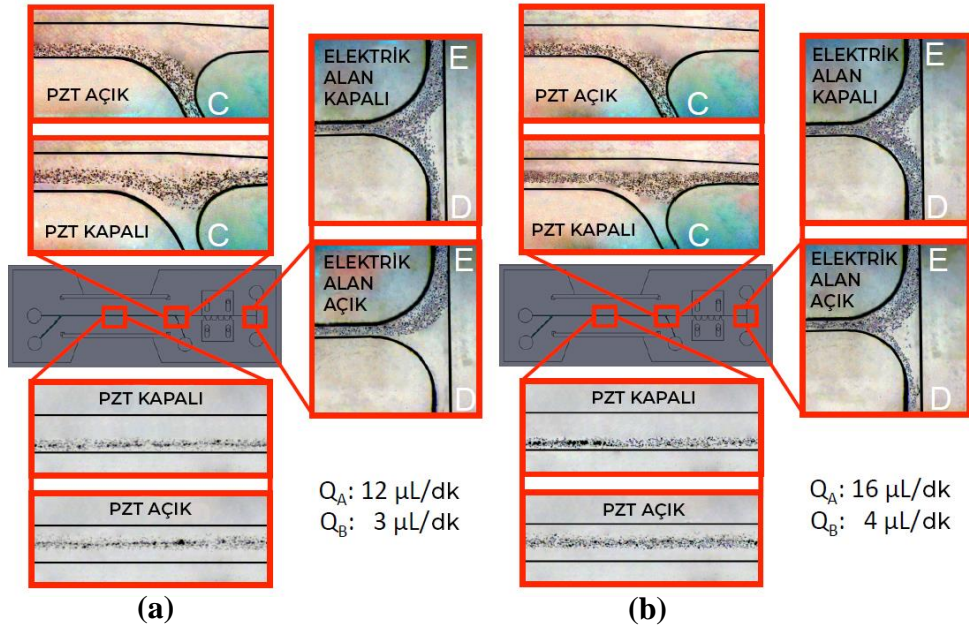 PZT AÇIK
C
PZT KAPALI
C
ELEKTRİK
ALAN
KAPALI
E
D
ELEKTRİK
ALAN
AÇIK
E
D
PZT KAPALI
PZT AÇIK
Q_A: 12 µL/dk
Q_B: 3 µL/dk
(a)
PZT AÇIK
C
PZT KAPALI
C
ELEKTRİK
ALAN
KAPALI
E
D
ELEKTRİK
ALAN
AÇIK
E
D
PZT KAPALI
PZT AÇIK
Q_A: 16 µL/dk
Q_B: 4 µL/dk
(b)